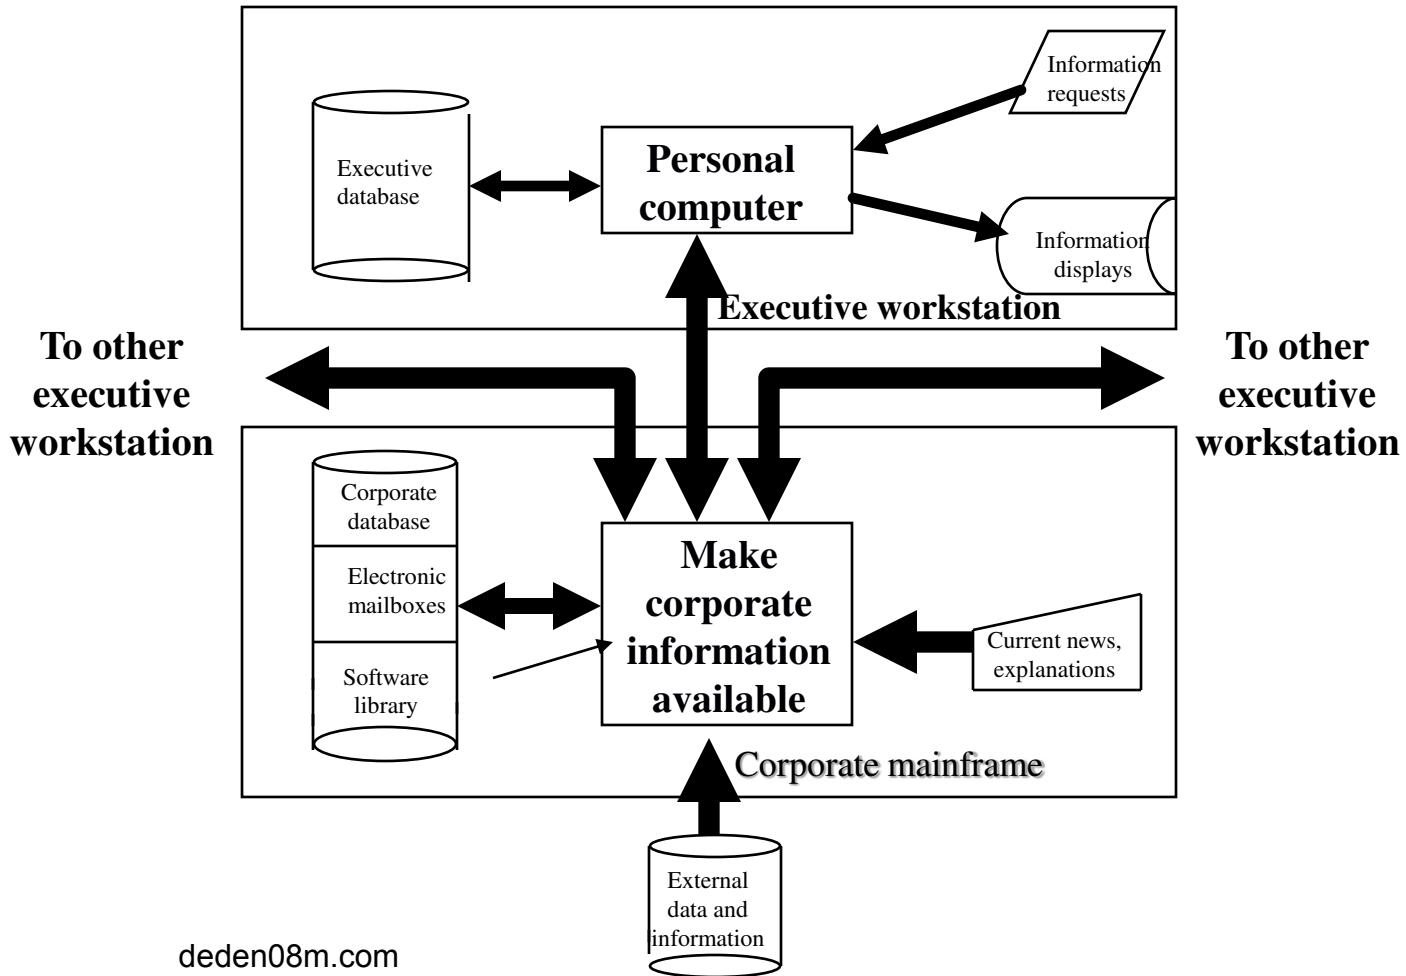 Information
requests
Executive
database
Personal
computer
Information
displays
Executive workstation
To other
executive
workstation
To other
executive
workstation
Corporate
database
Electronic
mailboxes
Software
library
Make
corporate
information
available
Current news,
explanations
Corporate mainframe
External
data and
information
deden08m.com